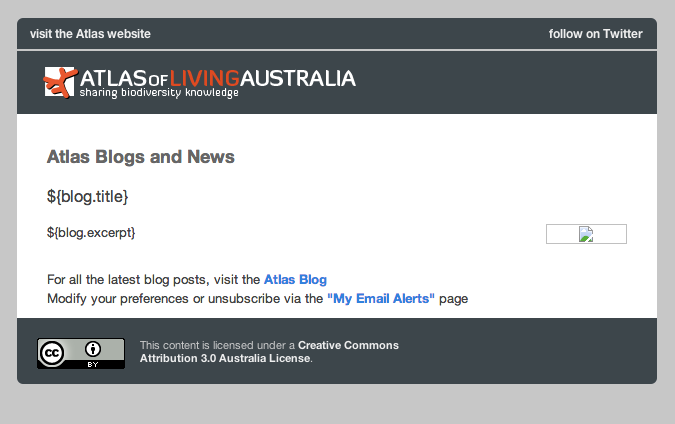 visit the Atlas website
follow on Twitter
ATLAS OF LIVING AUSTRALIA
sharing biodiversity knowledge
Atlas Blogs and News
${blog.title}
${blog.excerpt}
For all the latest blog posts, visit the Atlas Blog
Modify your preferences or unsubscribe via the "My Email Alerts" page
cc
BY
This content is licensed under a Creative Commons
Attribution 3.0 Australia License.